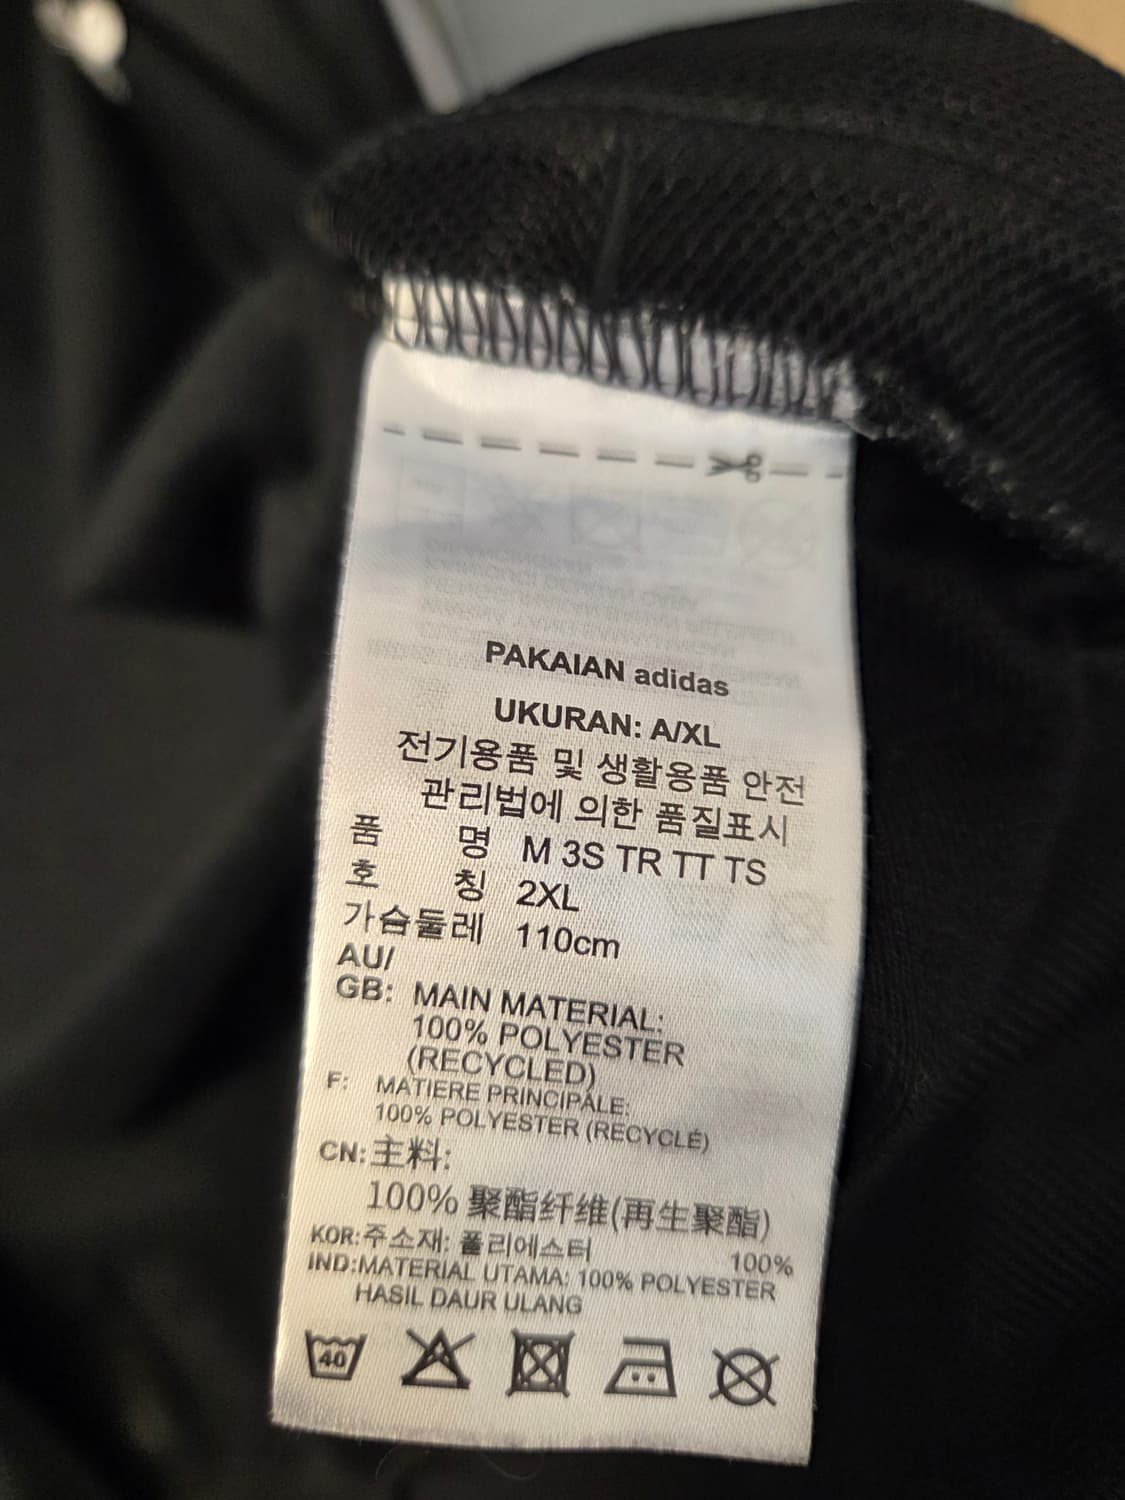 PAKAIAN adidas
UKURAN: A/XL
전기용품 및 생활용품 안전
관리법에 의한 품질표시
품 명 M 3S TR TT TS
호 칭 2XL
가슴둘레 110cm
AU/
GB: MAIN MATERIAL:
100% POLYESTER
(RECYCLED)
F: MATIERE PRINCIPALE:
100% POLYESTER (RECYCLÉ)
CN: 主料:
100% 聚酯纤维(再生聚酯)
KOR: 주소재: 폴리에스터 100%
IND: MATERIAL UTAMA: 100% POLYESTER
HASIL DAUR ULANG
40